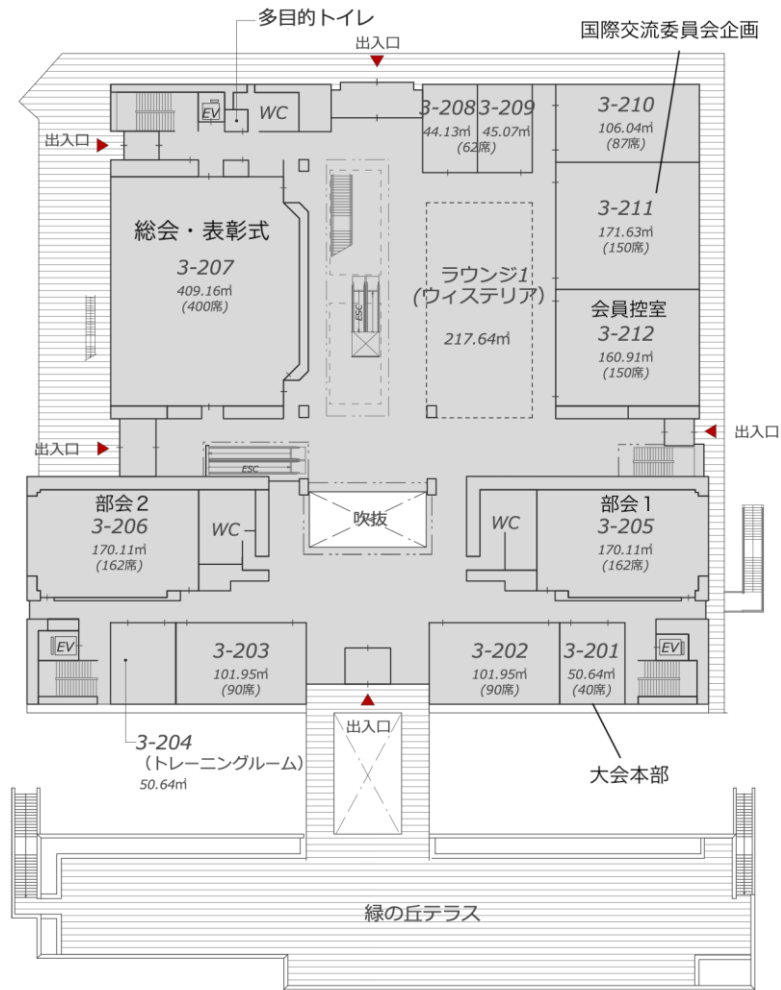 多目的トイレ
出入口
国際交流委員会企画
EV
WC
3-208
44.13㎡
3-209
45.07㎡
(62席)
3-210
106.04㎡
(87席)
出入口
総会・表彰式
3-207
409.16㎡
(400席)
3-211
171.63㎡
(150席)
ラウンジ1
(ウィステリア)
217.64㎡
ESC
会員控室
3-212
160.91㎡
(150席)
出入口
出入口
ESC
部会2
3-206
170.11㎡
(162席)
WC
吹抜
WC
部会1
3-205
170.11㎡
(162席)
EV
3-203
101.95㎡
(90席)
3-202
101.95㎡
(90席)
3-201
50.64㎡
(40席)
EV
出入口
3-204
(トレーニングルーム)
50.64㎡
大会本部
緑の丘テラス